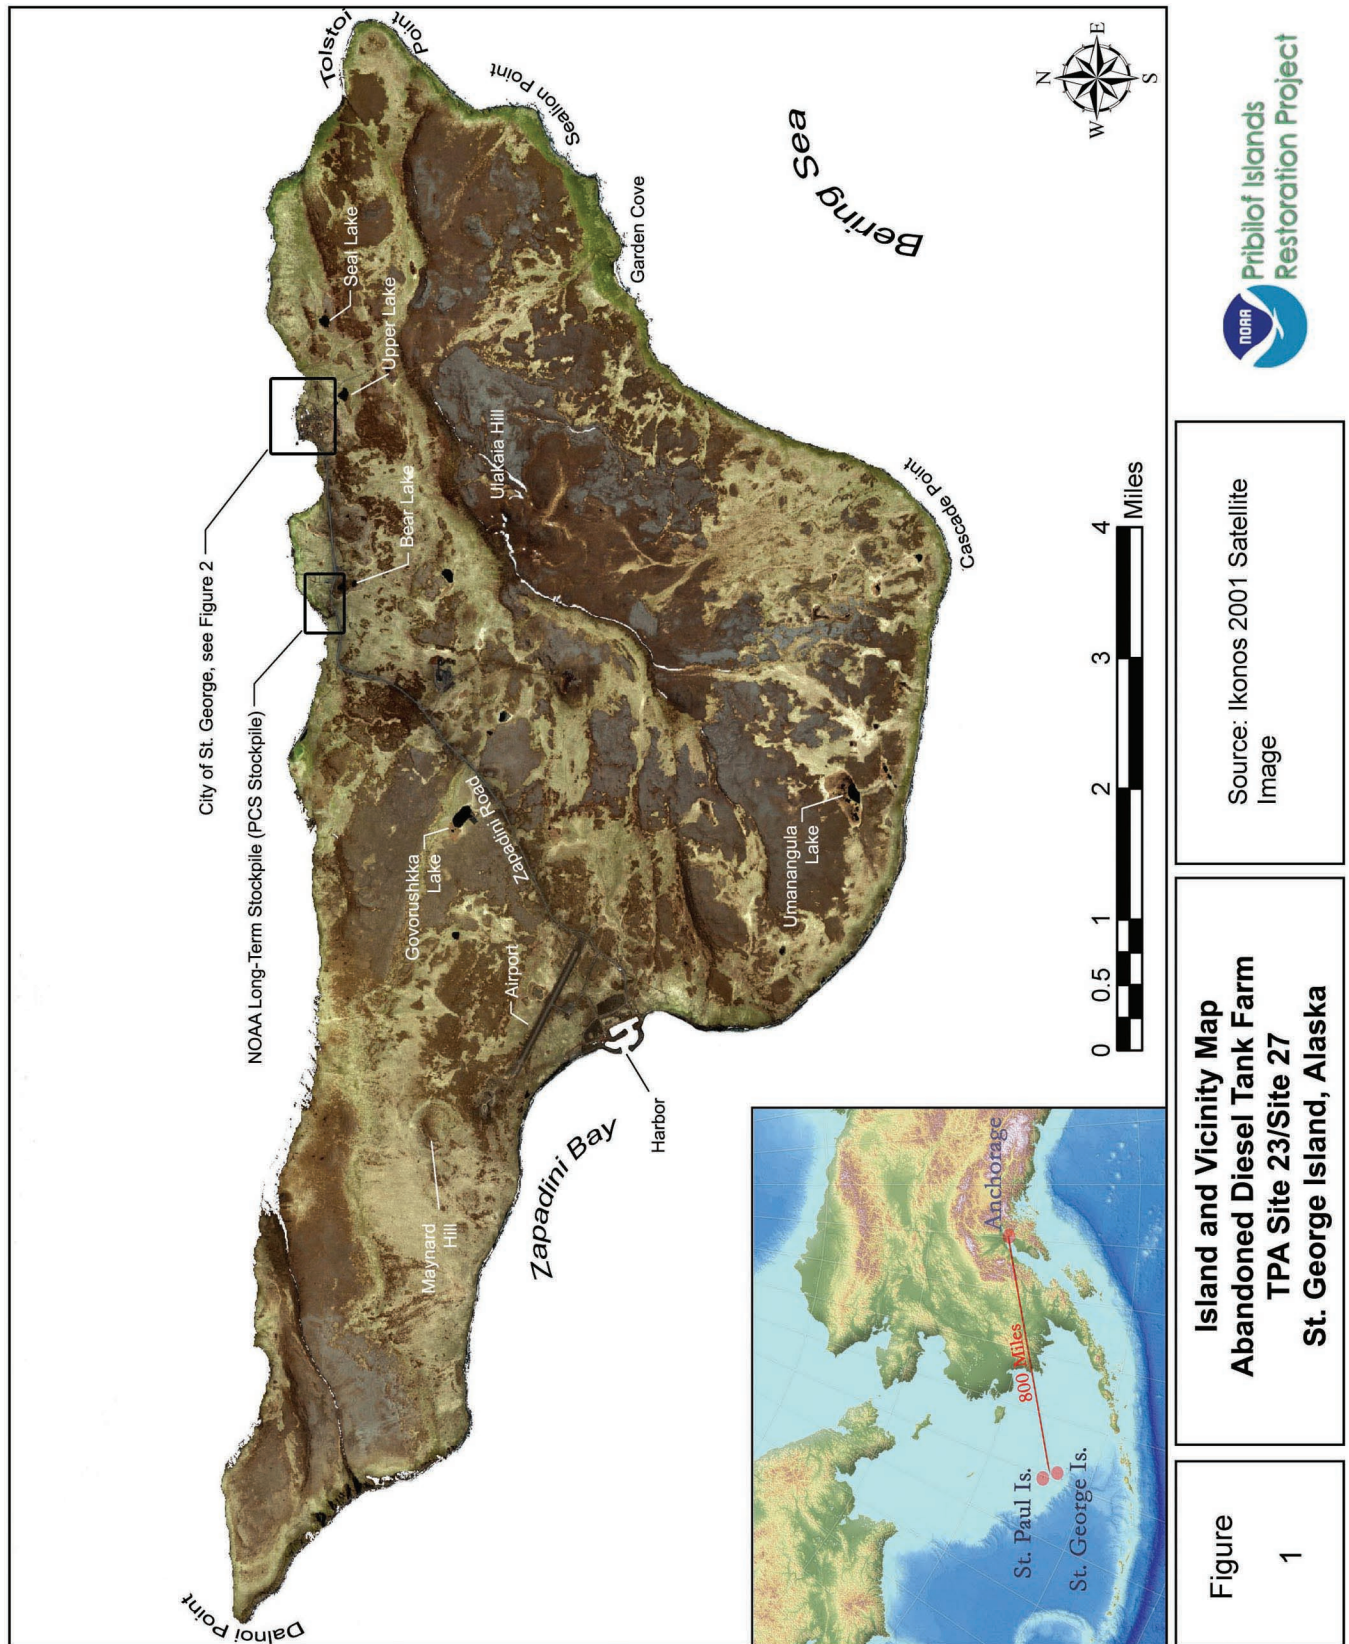 City of St. George, see Figure 2
NOAA Long-Term Stockpile (PCS Stockpile)
Dalnoi Point
Tolstoi
Point
Sealion Point
Garden Cove
Seal Lake
Upper Lake
Bear Lake
Ulakaia Hill
Govorushkka
Lake
Zapadini Road
Airport
Maynard
Hill
Zapadini Bay
Harbor
Umanangula
Lake
Cascade Point
Bering Sea
N
E
S
W
0
0.5
1
2
3
4
Miles
St. Paul Is.
St. George Is.
800 Miles
Anchorage
Figure
1
Island and Vicinity Map
Abandoned Diesel Tank Farm
TPA Site 23/Site 27
St. George Island, Alaska
Source: Ikonos 2001 Satellite
Image
NOAA
Pribilof Islands
Restoration Project